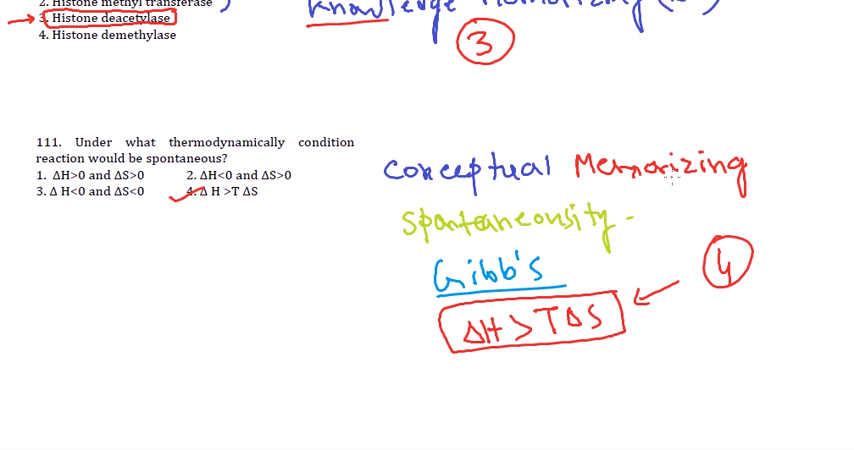 2. Histone methyl transferase
3. Histone deacetylase
4. Histone demethylase
Knowledge
3
111. Under what thermodynamically condition
reaction would be spontaneous?
1. ΔH>0 and ΔS>0 2. ΔH<0 and ΔS>0
3. Δ H<0 and ΔS<0 4. Δ H >T ΔS
Conceptual Memorizing
Spontaneousity -
Gibb's
4
ΔH > TΔS